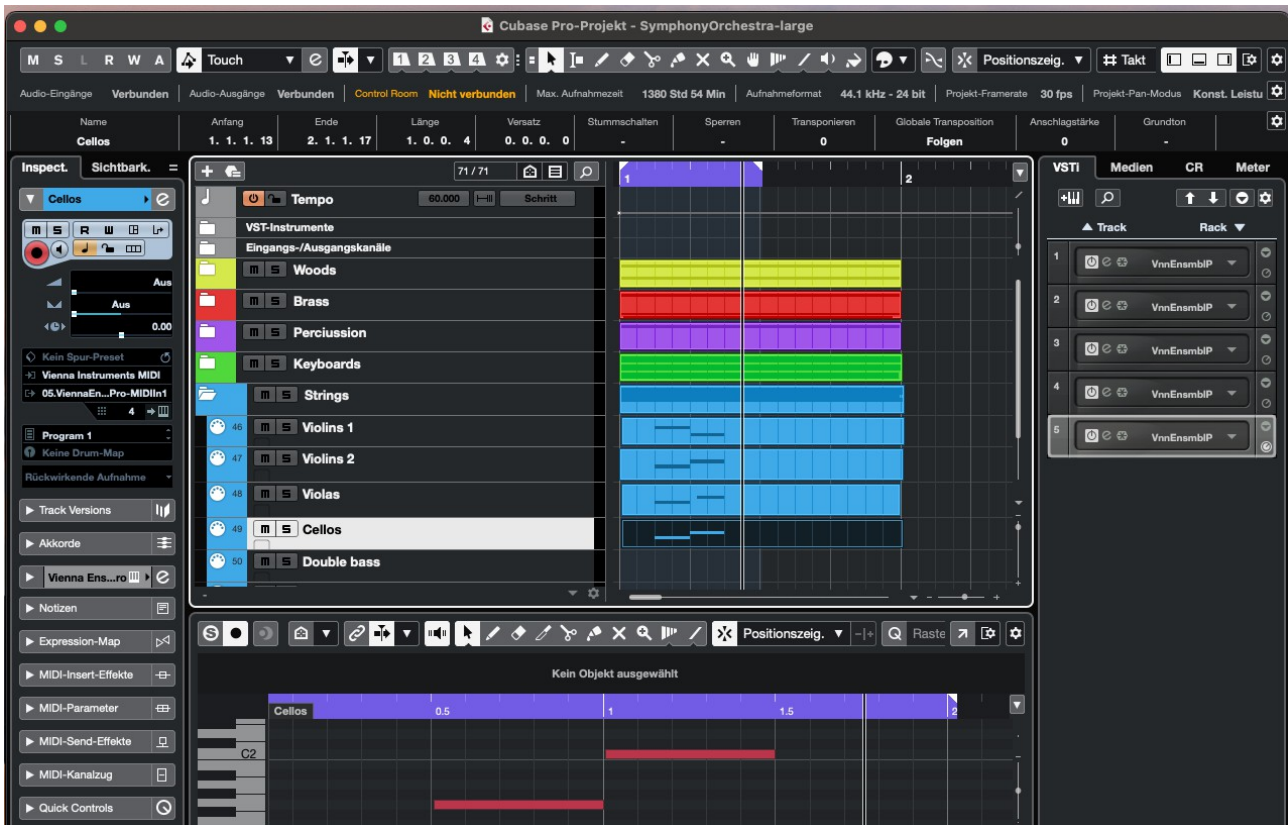 Cubase Pro-Projekt - SymphonyOrchestra-large
M S L R W A Touch e 1 2 3 4 Positionszeig. Takt
Audio-Eingänge Verbunden Audio-Ausgänge Verbunden Control Room Nicht verbunden Max. Aufnahmezeit 1380 Std 54 Min Aufnahmeformat 44.1 kHz - 24 bit Projekt-Framerate 30 fps Projekt-Pan-Modus Konst. Leistu
Name Anfang Ende Länge Versatz Stummschalten Sperren Transponieren Globale Transposition Anschlagstärke Grundton
Cellos 1. 1. 1. 13 2. 1. 1. 17 1. 0. 0. 4 0. 0. 0. 0 - - 0 Folgen 0 -
Inspect. Sichtbark.
Cellos
m S R W
Aus
Aus
0.00
Kein Spur-Preset
Vienna Instruments MIDI
05.ViennaEn...Pro-MIDIIn1
4
Program 1
Keine Drum-Map
Rückwirkende Aufnahme
Track Versions
Akkorde
Vienna Ens...ro
Notizen
Expression-Map
MIDI-Insert-Effekte
MIDI-Parameter
MIDI-Send-Effekte
MIDI-Kanalzug
Quick Controls
71 / 71
1 2
Tempo 60.000 Schritt
VST-Instrumente
Eingangs-/Ausgangskanäle
m S Woods
m S Brass
m S Perciussion
m S Keyboards
m S Strings
46 m S Violins 1
47 m S Violins 2
48 m S Violas
49 m S Cellos
50 m S Double bass
VSTi Medien CR Meter
Track Rack
1 VnnEnsmblP
2 VnnEnsmblP
3 VnnEnsmblP
4 VnnEnsmblP
5 VnnEnsmblP
S Positionszeig. Q Raste
Kein Objekt ausgewählt
Cellos 0.5 1 1.5 2
C2